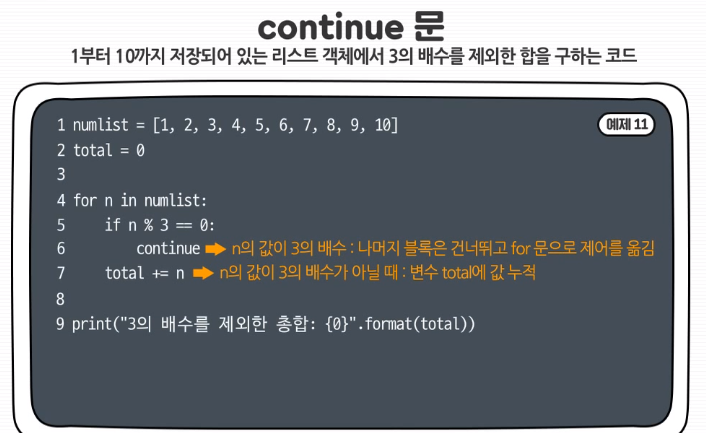 continue 문
1부터 10까지 저장되어 있는 리스트 객체에서 3의 배수를 제외한 합을 구하는 코드
예제 11
1 numlist = [1, 2, 3, 4, 5, 6, 7, 8, 9, 10]
2 total = 0
3
4 for n in numlist:
5     if n % 3 == 0:
6         continue ➡ n의 값이 3의 배수 : 나머지 블록은 건너뛰고 for 문으로 제어를 옮김
7     total += n ➡ n의 값이 3의 배수가 아닐 때 : 변수 total에 값 누적
8
9 print("3의 배수를 제외한 총합: {0}".format(total))